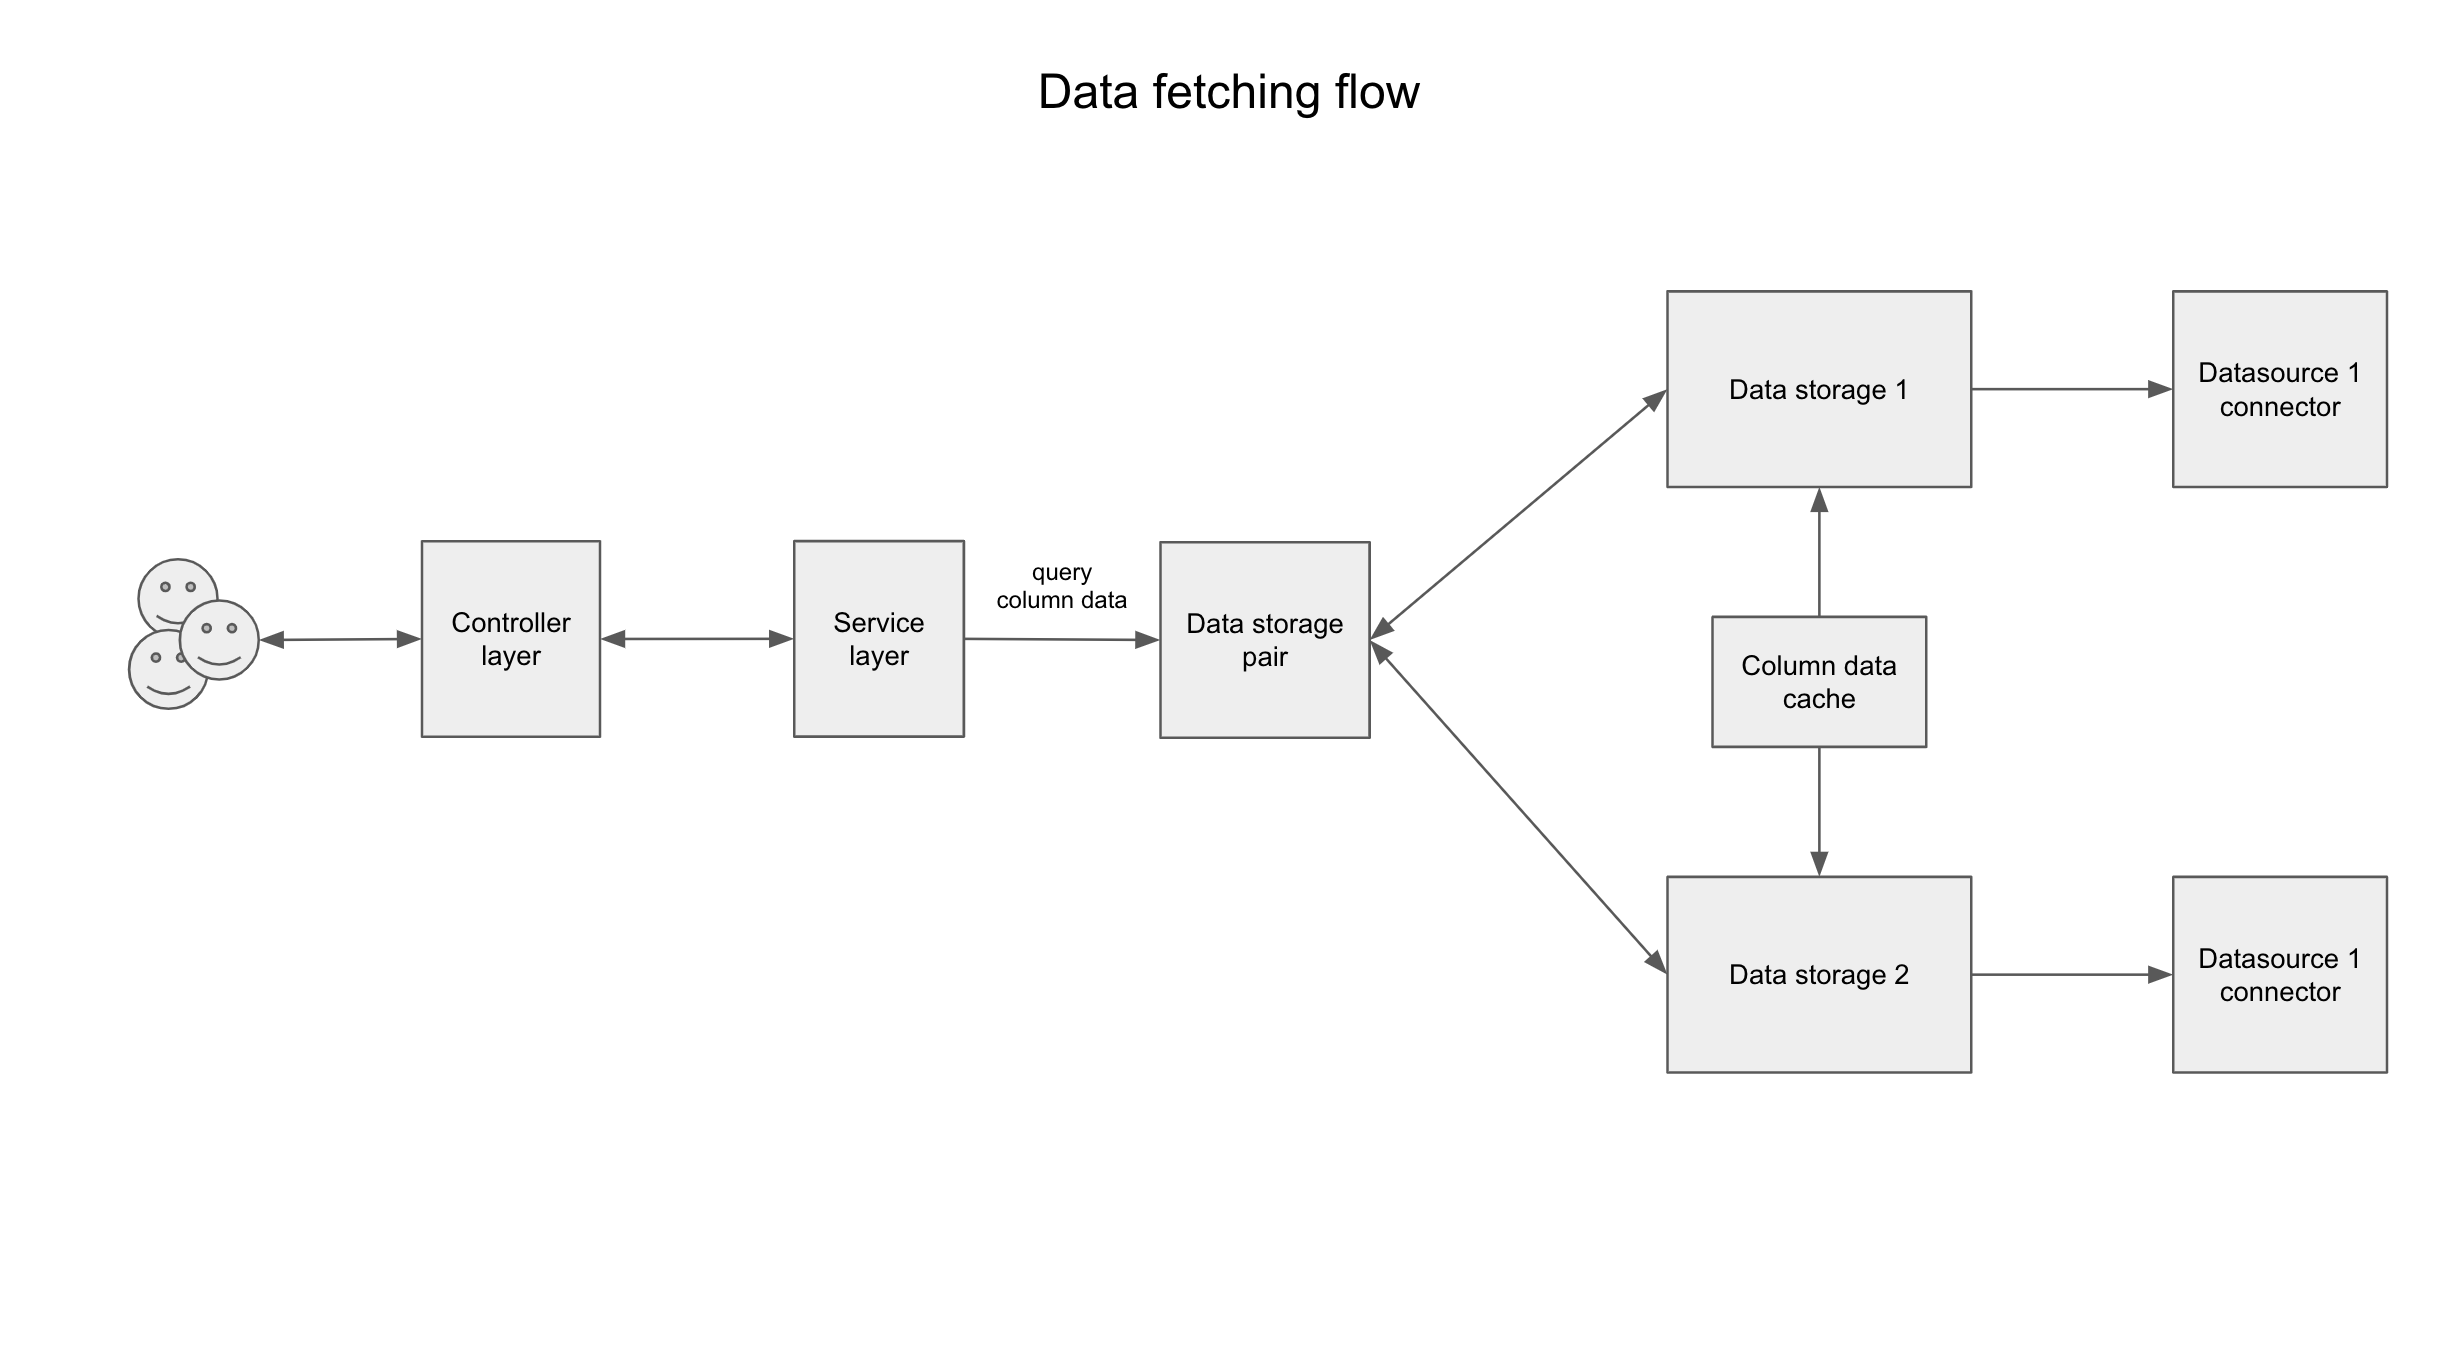 Data fetching flow
Controller
layer
Service
layer
query
column data
Data storage
pair
Data storage 1
Datasource 1
connector
Column data
cache
Data storage 2
Datasource 1
connector